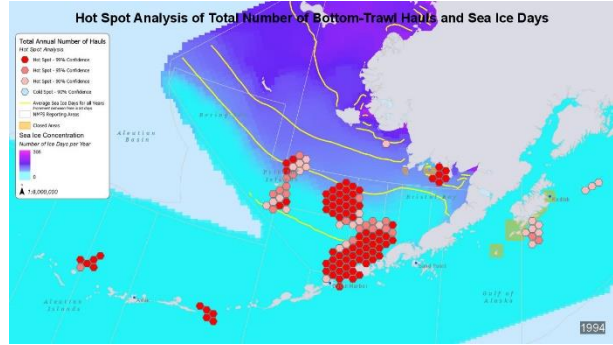 Hot Spot Analysis of Total Number of Bottom-Trawl Hauls and Sea Ice Days
Total Annual Number of Hauls
Hot Spot Analysis
Hot Spot - 99% Confidence
Hot Spot - 95% Confidence
Hot Spot - 90% Confidence
Cold Spot - 90% Confidence
Average Sea Ice Days for all Years
NMFS Reporting Areas
Closed Areas
Sea Ice Concentration
Number of Ice Days per Year
0
1:8,000,000
Bering
Aleutian
Basin
Bristol Bay
Kodiak
Sand Point
Gulf of
Alaska
Aleutian
Islands
Adak
1994